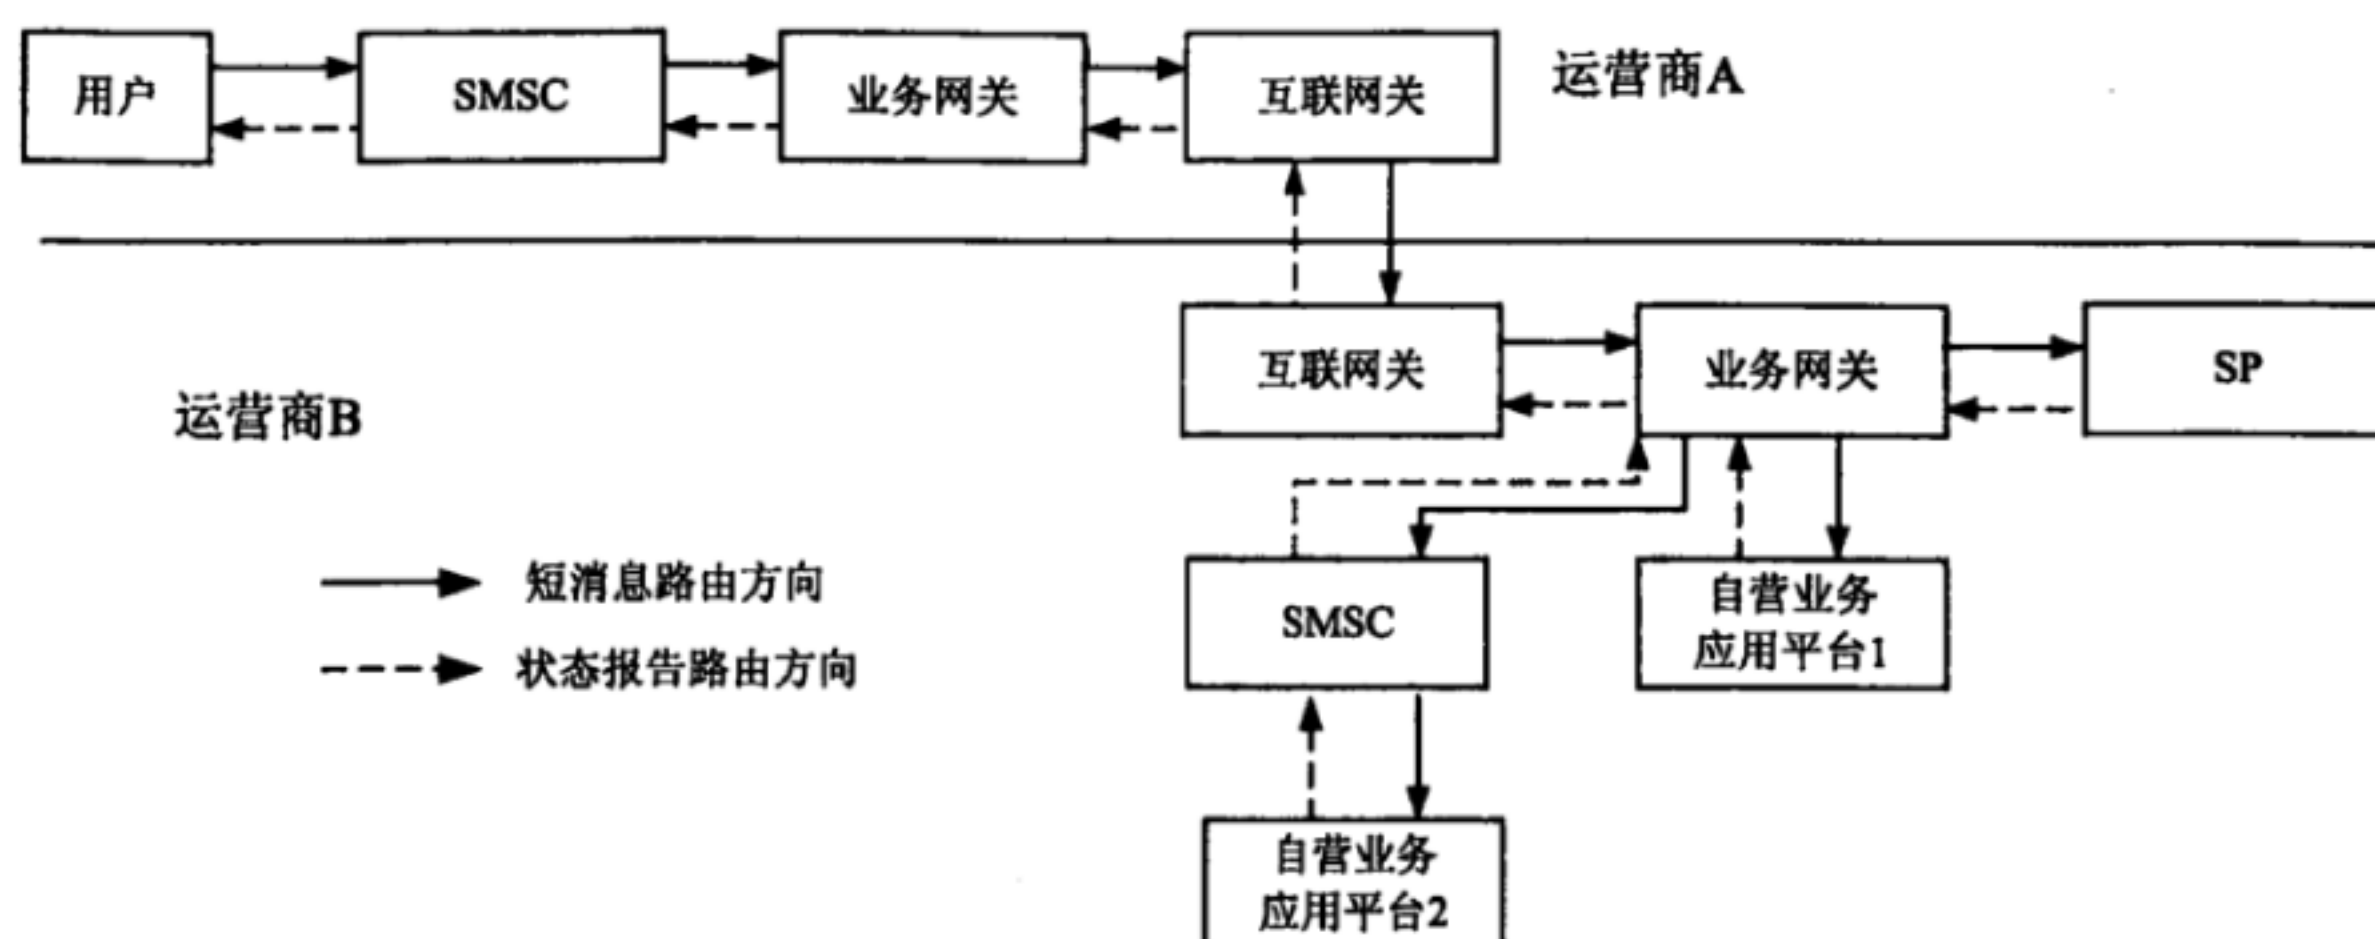 用户
SMSC
业务网关
互联网关
运营商A
互联网关
业务网关
SP
运营商B
短消息路由方向
状态报告路由方向
SMSC
自营业务
应用平台1
自营业务
应用平台2